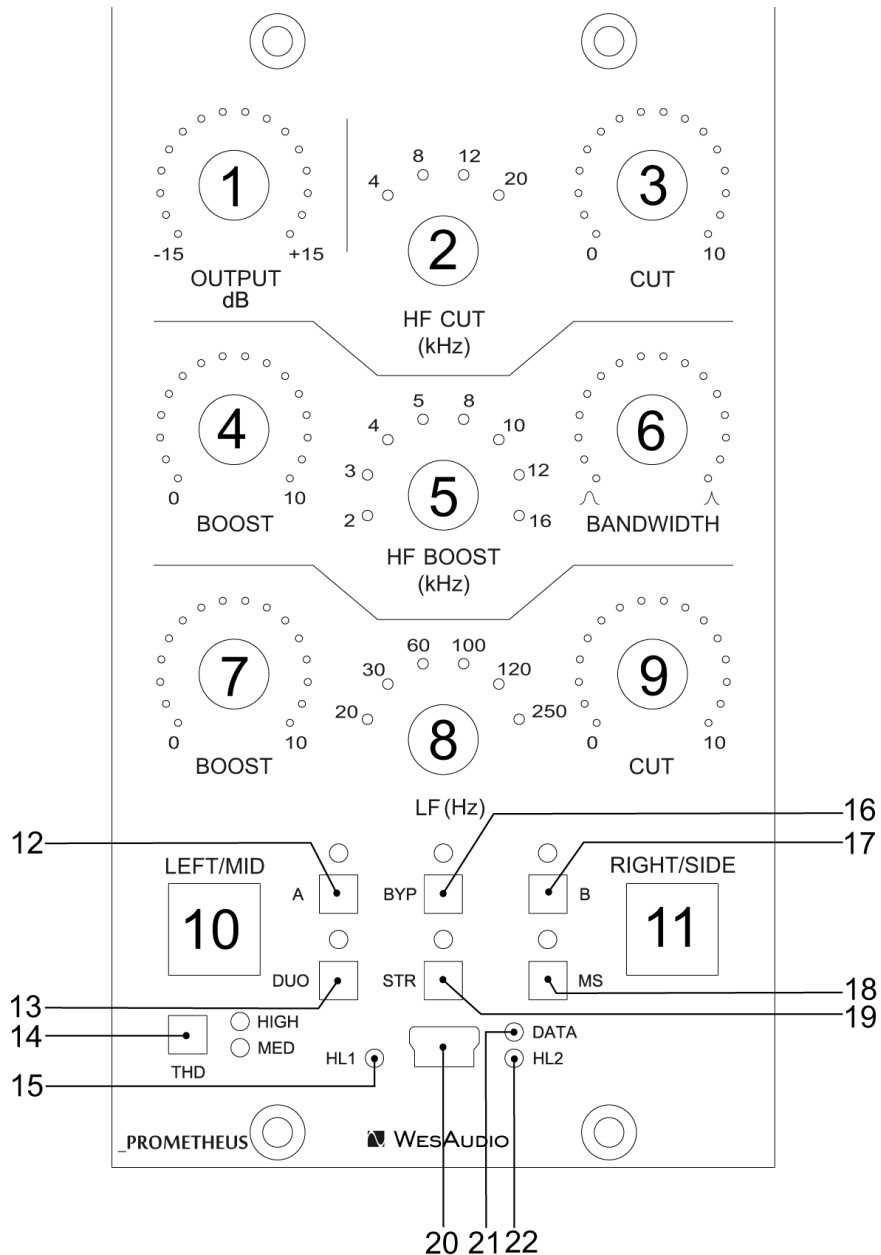 1
-15 +15
OUTPUT
dB
4 8 12 20
2
HF CUT
(kHz)
3
0 10
CUT
4
0 10
BOOST
2 3 4 5 8 10 12 16
5
HF BOOST
(kHz)
6
BANDWIDTH
7
0 10
BOOST
20 30 60 100 120 250
8
LF (Hz)
9
0 10
CUT
12
16
17
LEFT/MID
10
A
BYP
B
RIGHT/SIDE
11
DUO
STR
MS
13
18
19
14
THD
HIGH
MED
15
HL1
DATA
HL2
_PROMETHEUS
WESAUDIO
20 21 22